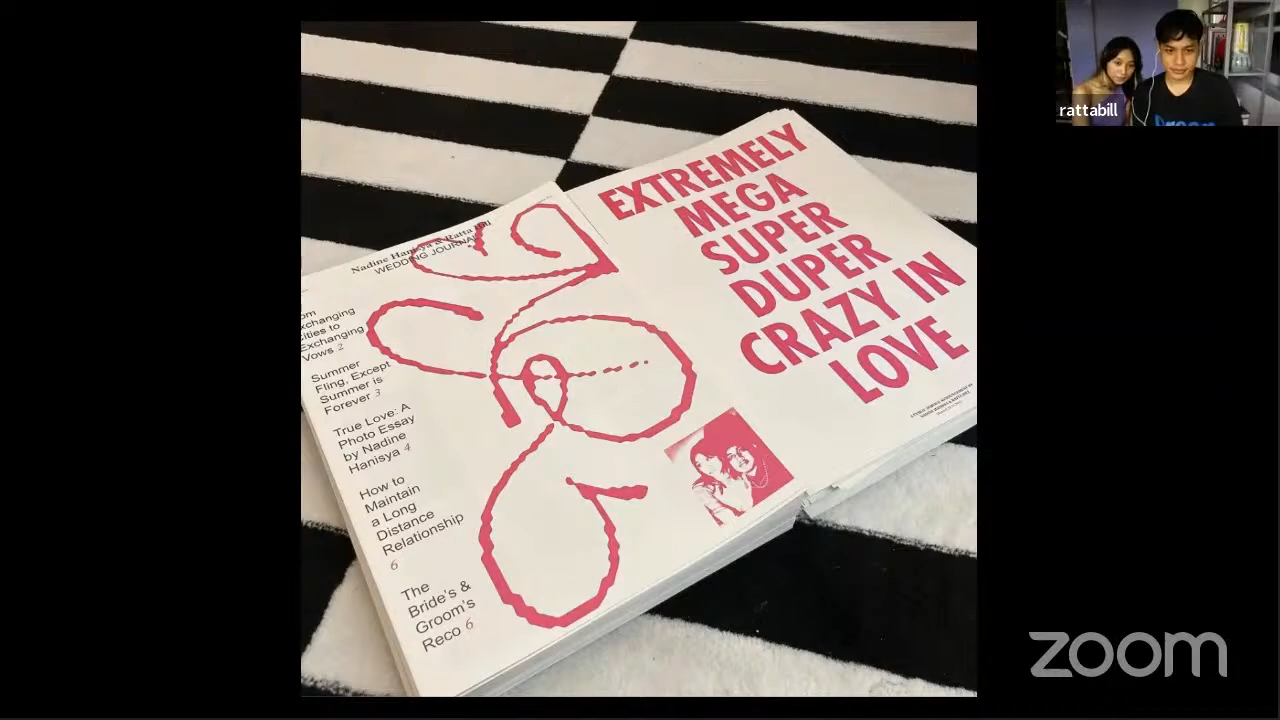 Nadine Hanisya & Ratta Bill
WEDDING JOURNAL
Exchanging
Cities to
Exchanging
Vows 2
Summer
Fling, Except
Summer is
Forever 3
True Love: A
Photo Essay
by Nadine
Hanisya 4
How to
Maintain
a Long
Distance
Relationship
6
The
Bride's &
Groom's
Reco 6
EXTREMELY
MEGA
SUPER
DUPER
CRAZY IN
LOVE
rattabill
zoom